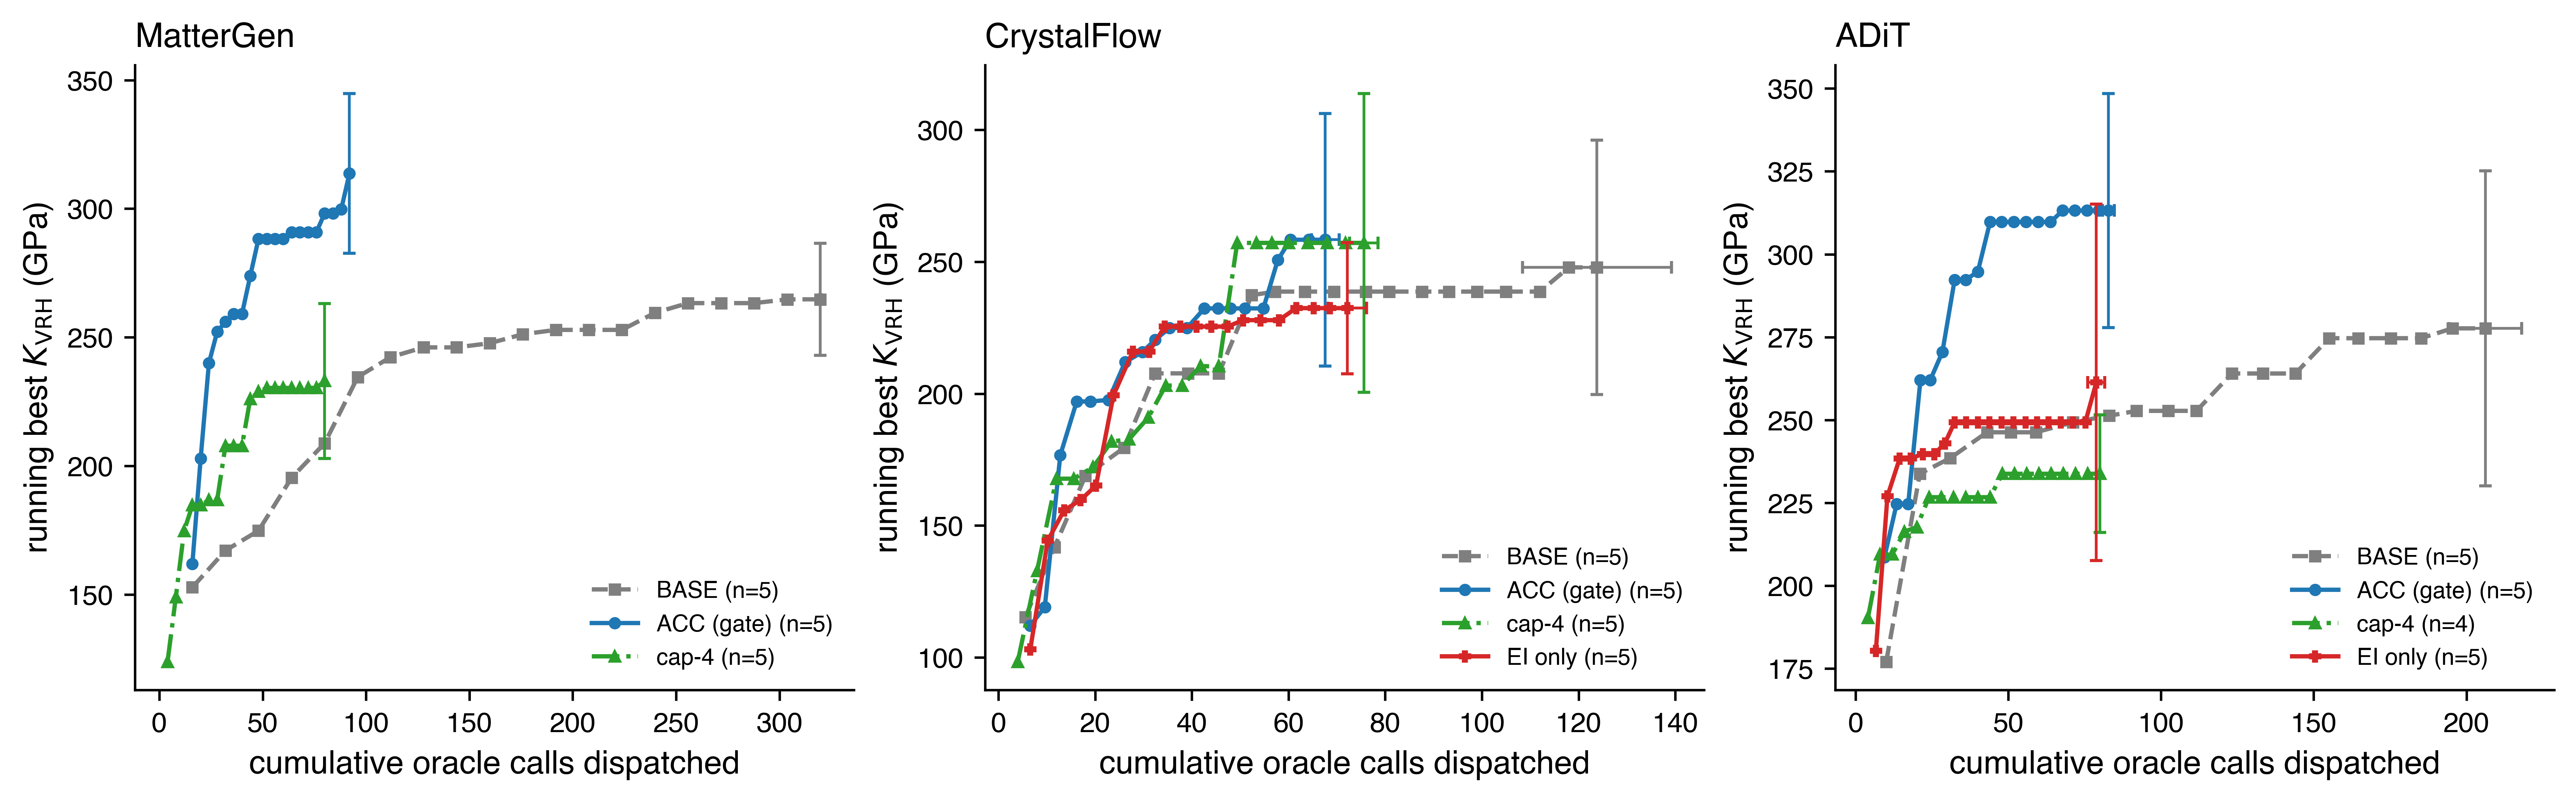 MatterGen
running best K_VRH (GPa)
350
300
250
200
150
0 50 100 150 200 250 300
cumulative oracle calls dispatched
BASE (n=5)
ACC (gate) (n=5)
cap-4 (n=5)
CrystalFlow
running best K_VRH (GPa)
300
250
200
150
100
0 20 40 60 80 100 120 140
cumulative oracle calls dispatched
BASE (n=5)
ACC (gate) (n=5)
cap-4 (n=5)
EI only (n=5)
ADiT
running best K_VRH (GPa)
350
325
300
275
250
225
200
175
0 50 100 150 200
cumulative oracle calls dispatched
BASE (n=5)
ACC (gate) (n=5)
cap-4 (n=4)
EI only (n=5)